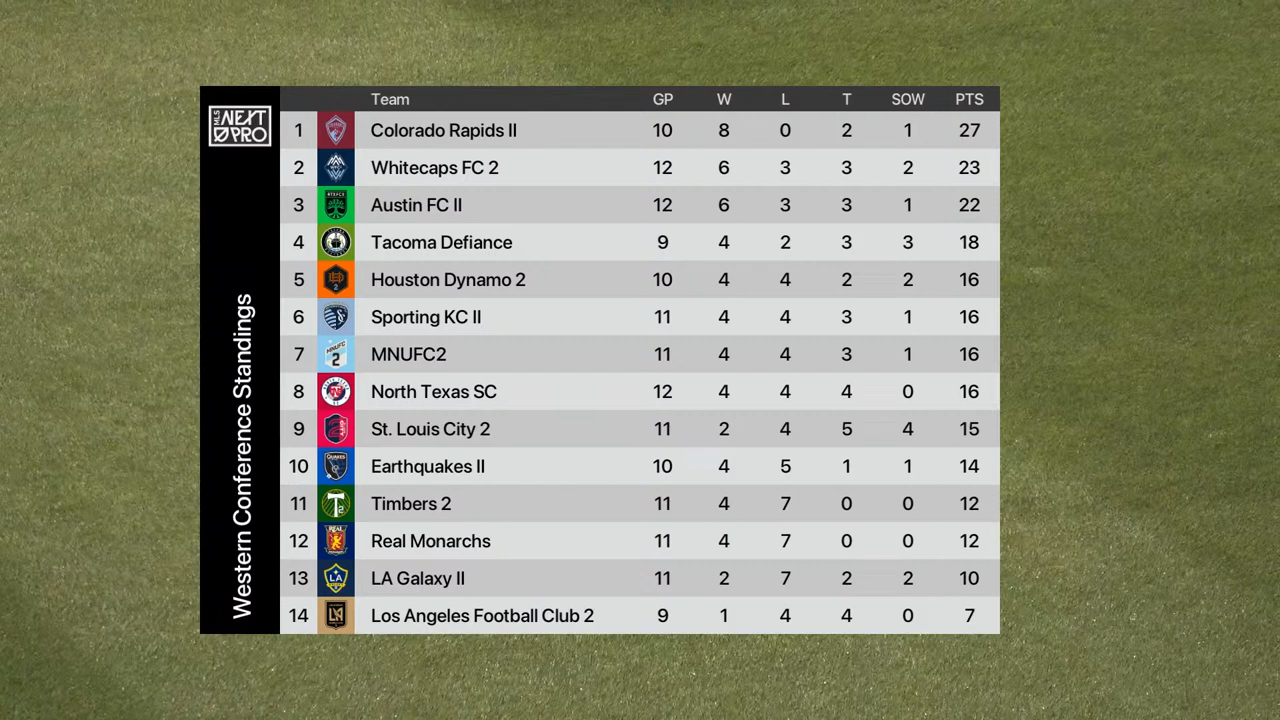 MLS NEXT PRO
Western Conference Standings
Team GP W L T SOW PTS
1 Colorado Rapids II 10 8 0 2 1 27
2 Whitecaps FC 2 12 6 3 3 2 23
3 Austin FC II 12 6 3 3 1 22
4 Tacoma Defiance 9 4 2 3 3 18
5 Houston Dynamo 2 10 4 4 2 2 16
6 Sporting KC II 11 4 4 3 1 16
7 MNUFC 2 MNUFC2 11 4 4 3 1 16
8 North Texas SC 12 4 4 4 0 16
9 St. Louis City 2 11 2 4 5 4 15
10 QUAKES Earthquakes II 10 4 5 1 1 14
11 T2 Timbers 2 11 4 7 0 0 12
12 REAL Real Monarchs 11 4 7 0 0 12
13 LA LA Galaxy II 11 2 7 2 2 10
14 LA Los Angeles Football Club 2 9 1 4 4 0 7